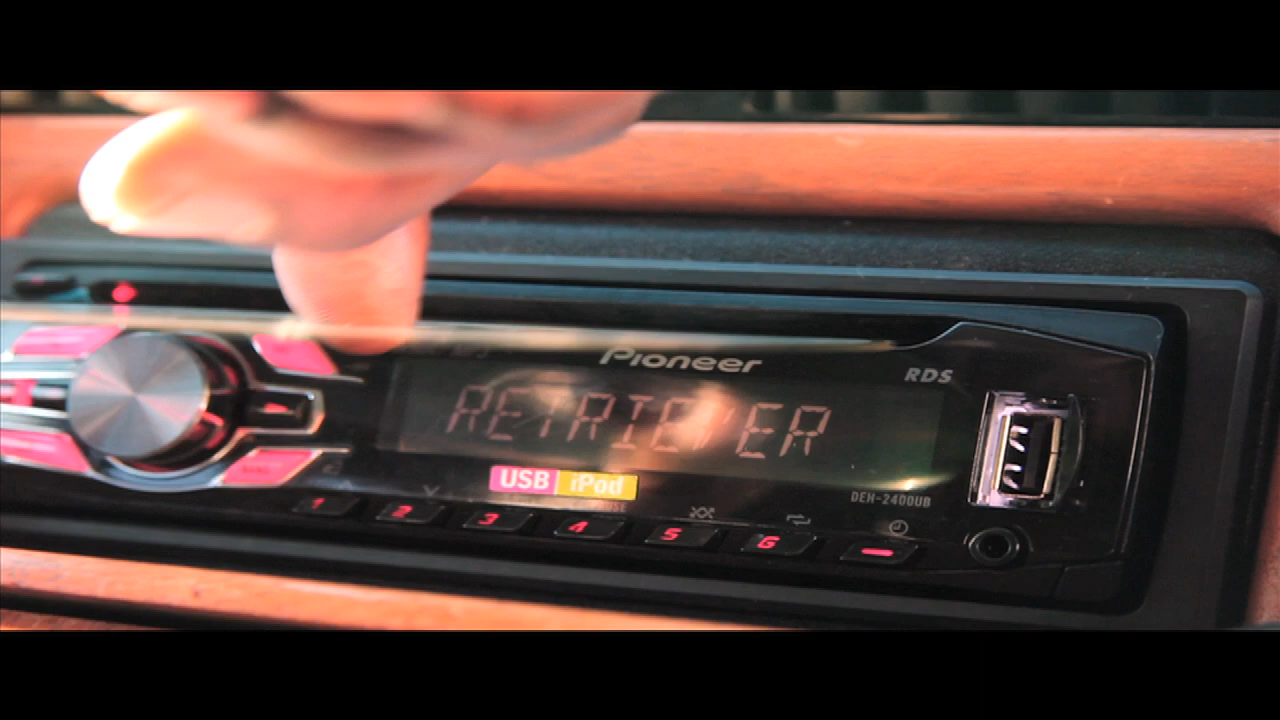 Pioneer
RDS
RETRIEVER
USB iPod
DEH-2400UB
1 2 3 4 5 6